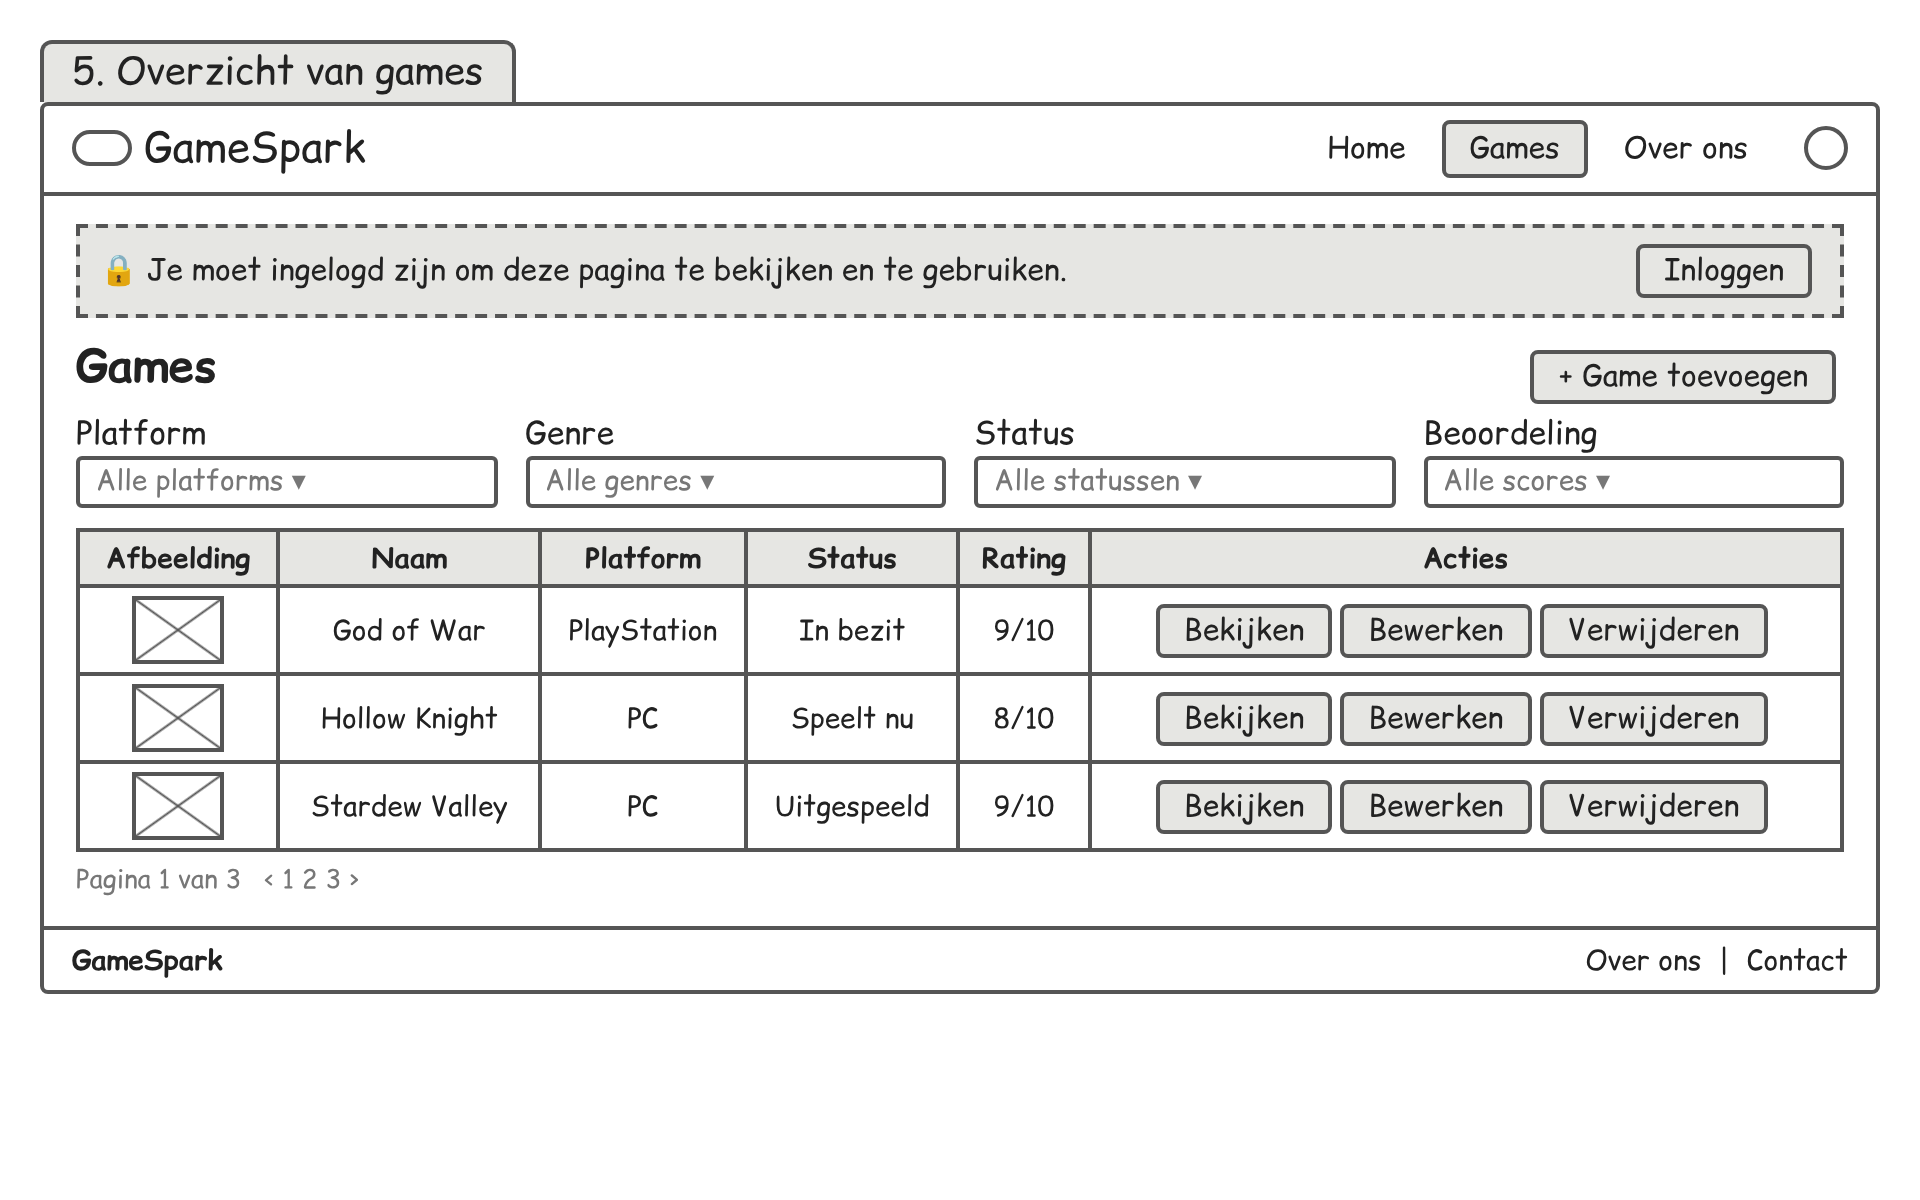 5. Overzicht van games
GameSpark Home Games Over ons
🔒 Je moet ingelogd zijn om deze pagina te bekijken en te gebruiken. Inloggen
Games + Game toevoegen
Platform Genre Status Beoordeling
Alle platforms ▾ Alle genres ▾ Alle statussen ▾ Alle scores ▾
Afbeelding Naam Platform Status Rating Acties
God of War PlayStation In bezit 9/10 Bekijken Bewerken Verwijderen
Hollow Knight PC Speelt nu 8/10 Bekijken Bewerken Verwijderen
Stardew Valley PC Uitgespeeld 9/10 Bekijken Bewerken Verwijderen
Pagina 1 van 3 < 1 2 3 >
GameSpark Over ons | Contact